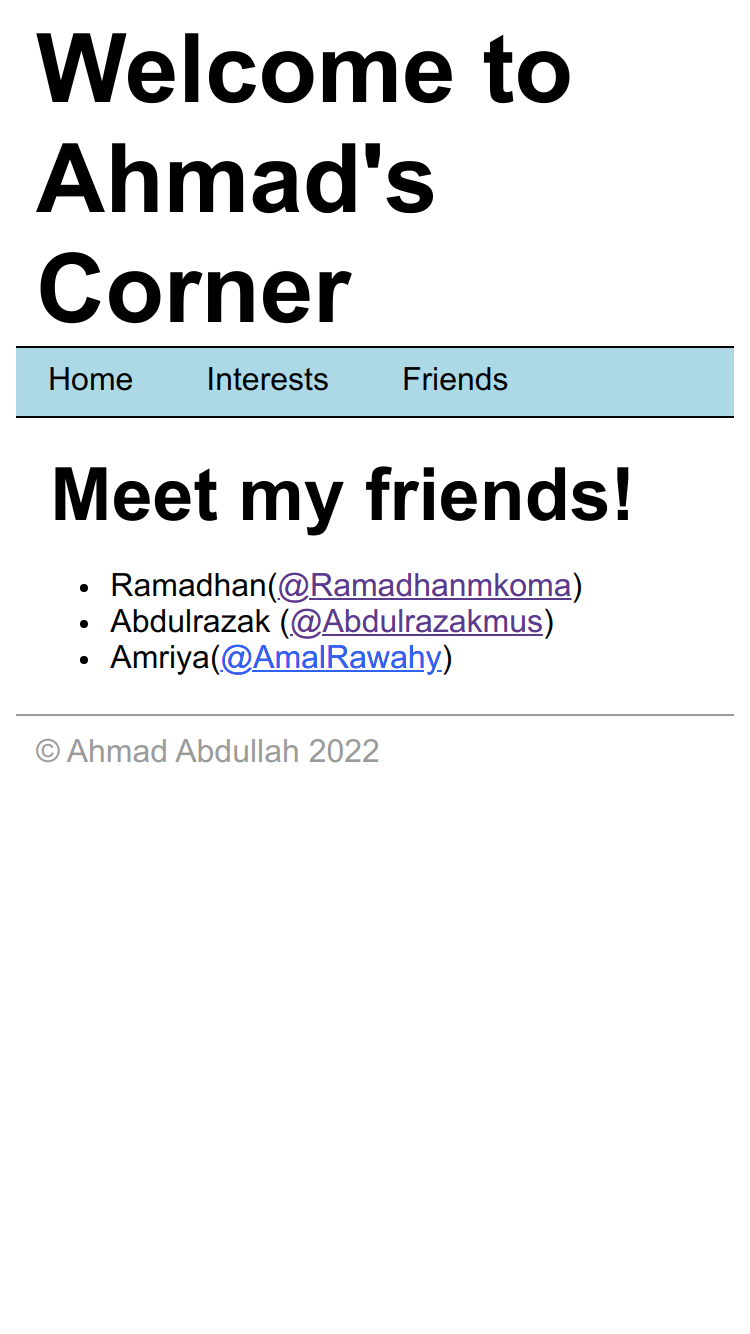 Welcome to
Ahmad's
Corner
Home Interests Friends
Meet my friends!
Ramadhan(@Ramadhanmkoma)
Abdulrazak (@Abdulrazakmus)
Amriya(@AmalRawahy)
© Ahmad Abdullah 2022